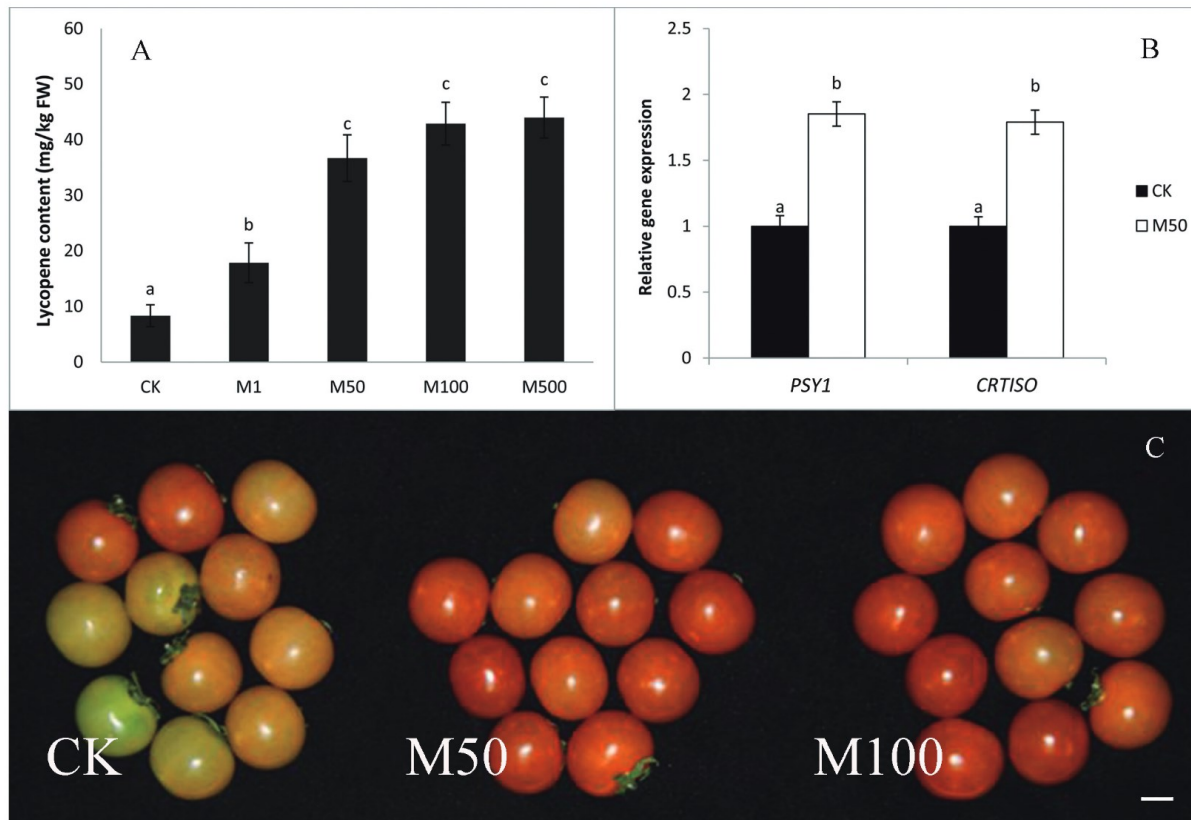 A
Lycopene content (mg/kg FW)
60
50
40
30
20
10
0
a
b
c
c
c
CK
M1
M50
M100
M500
B
Relative gene expression
2.5
2
1.5
1
0.5
0
a
b
a
b
PSY1
CRTISO
CK
M50
C
CK
M50
M100